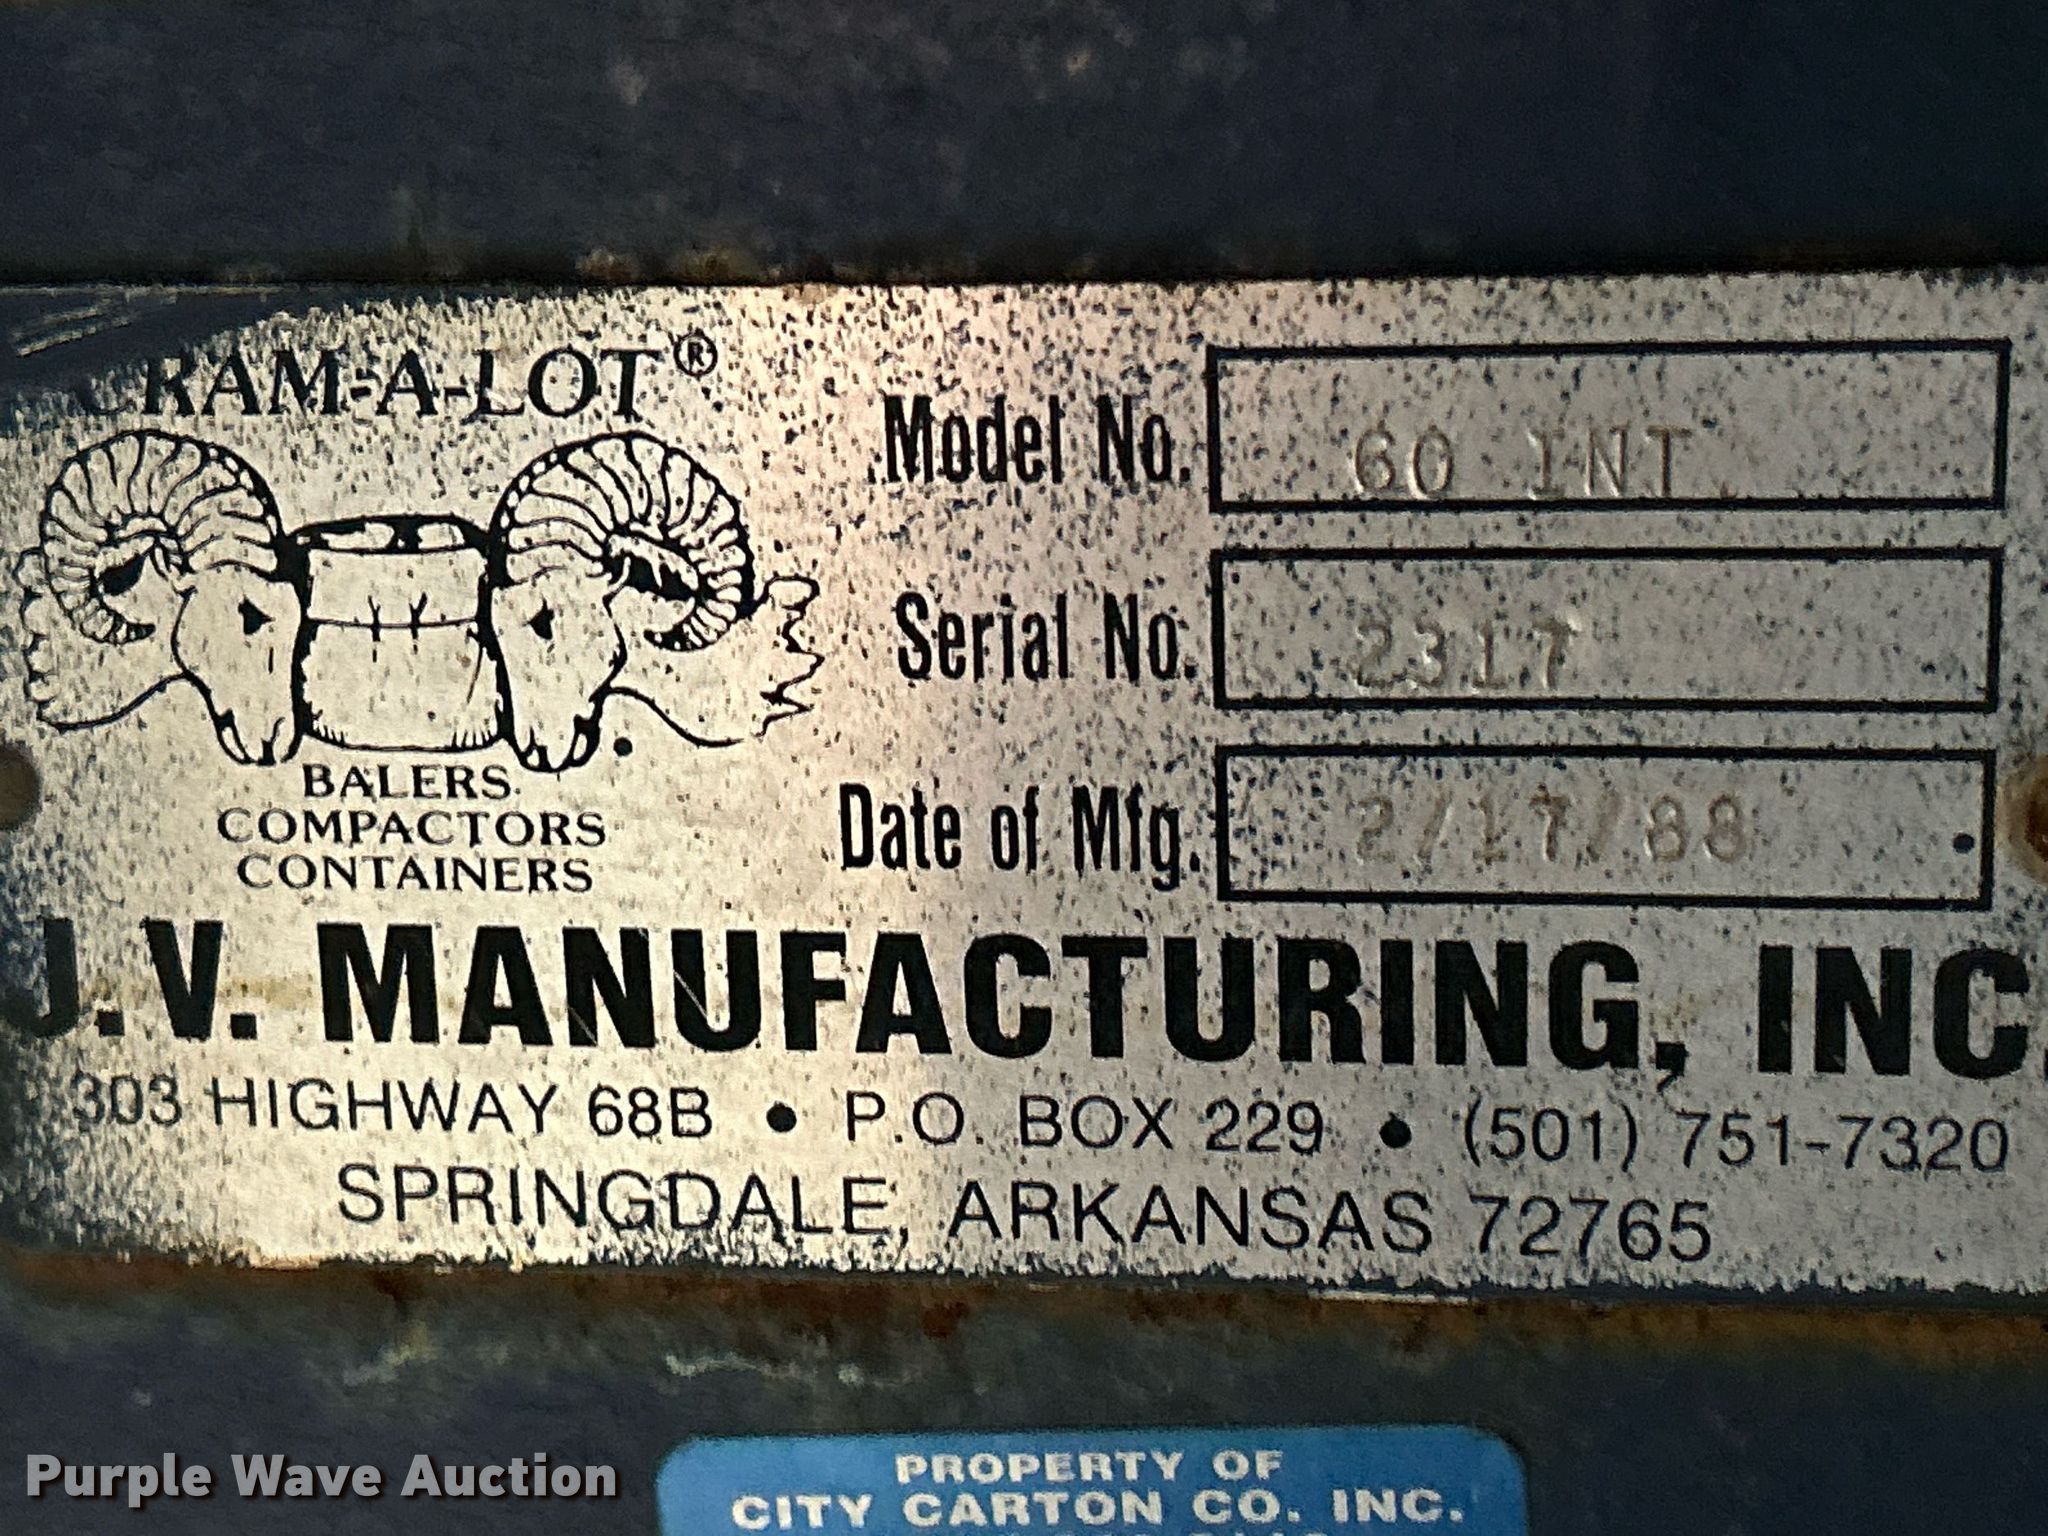 CRAM-A-LOT®
BALERS
COMPACTORS
CONTAINERS
Model No. 60 INT
Serial No. 2317
Date of Mfg. 2/17/88
J.V. MANUFACTURING, INC.
303 HIGHWAY 68B • P.O. BOX 229 • (501) 751-7320
SPRINGDALE, ARKANSAS 72765
PROPERTY OF
CITY CARTON CO. INC.
Purple Wave Auction